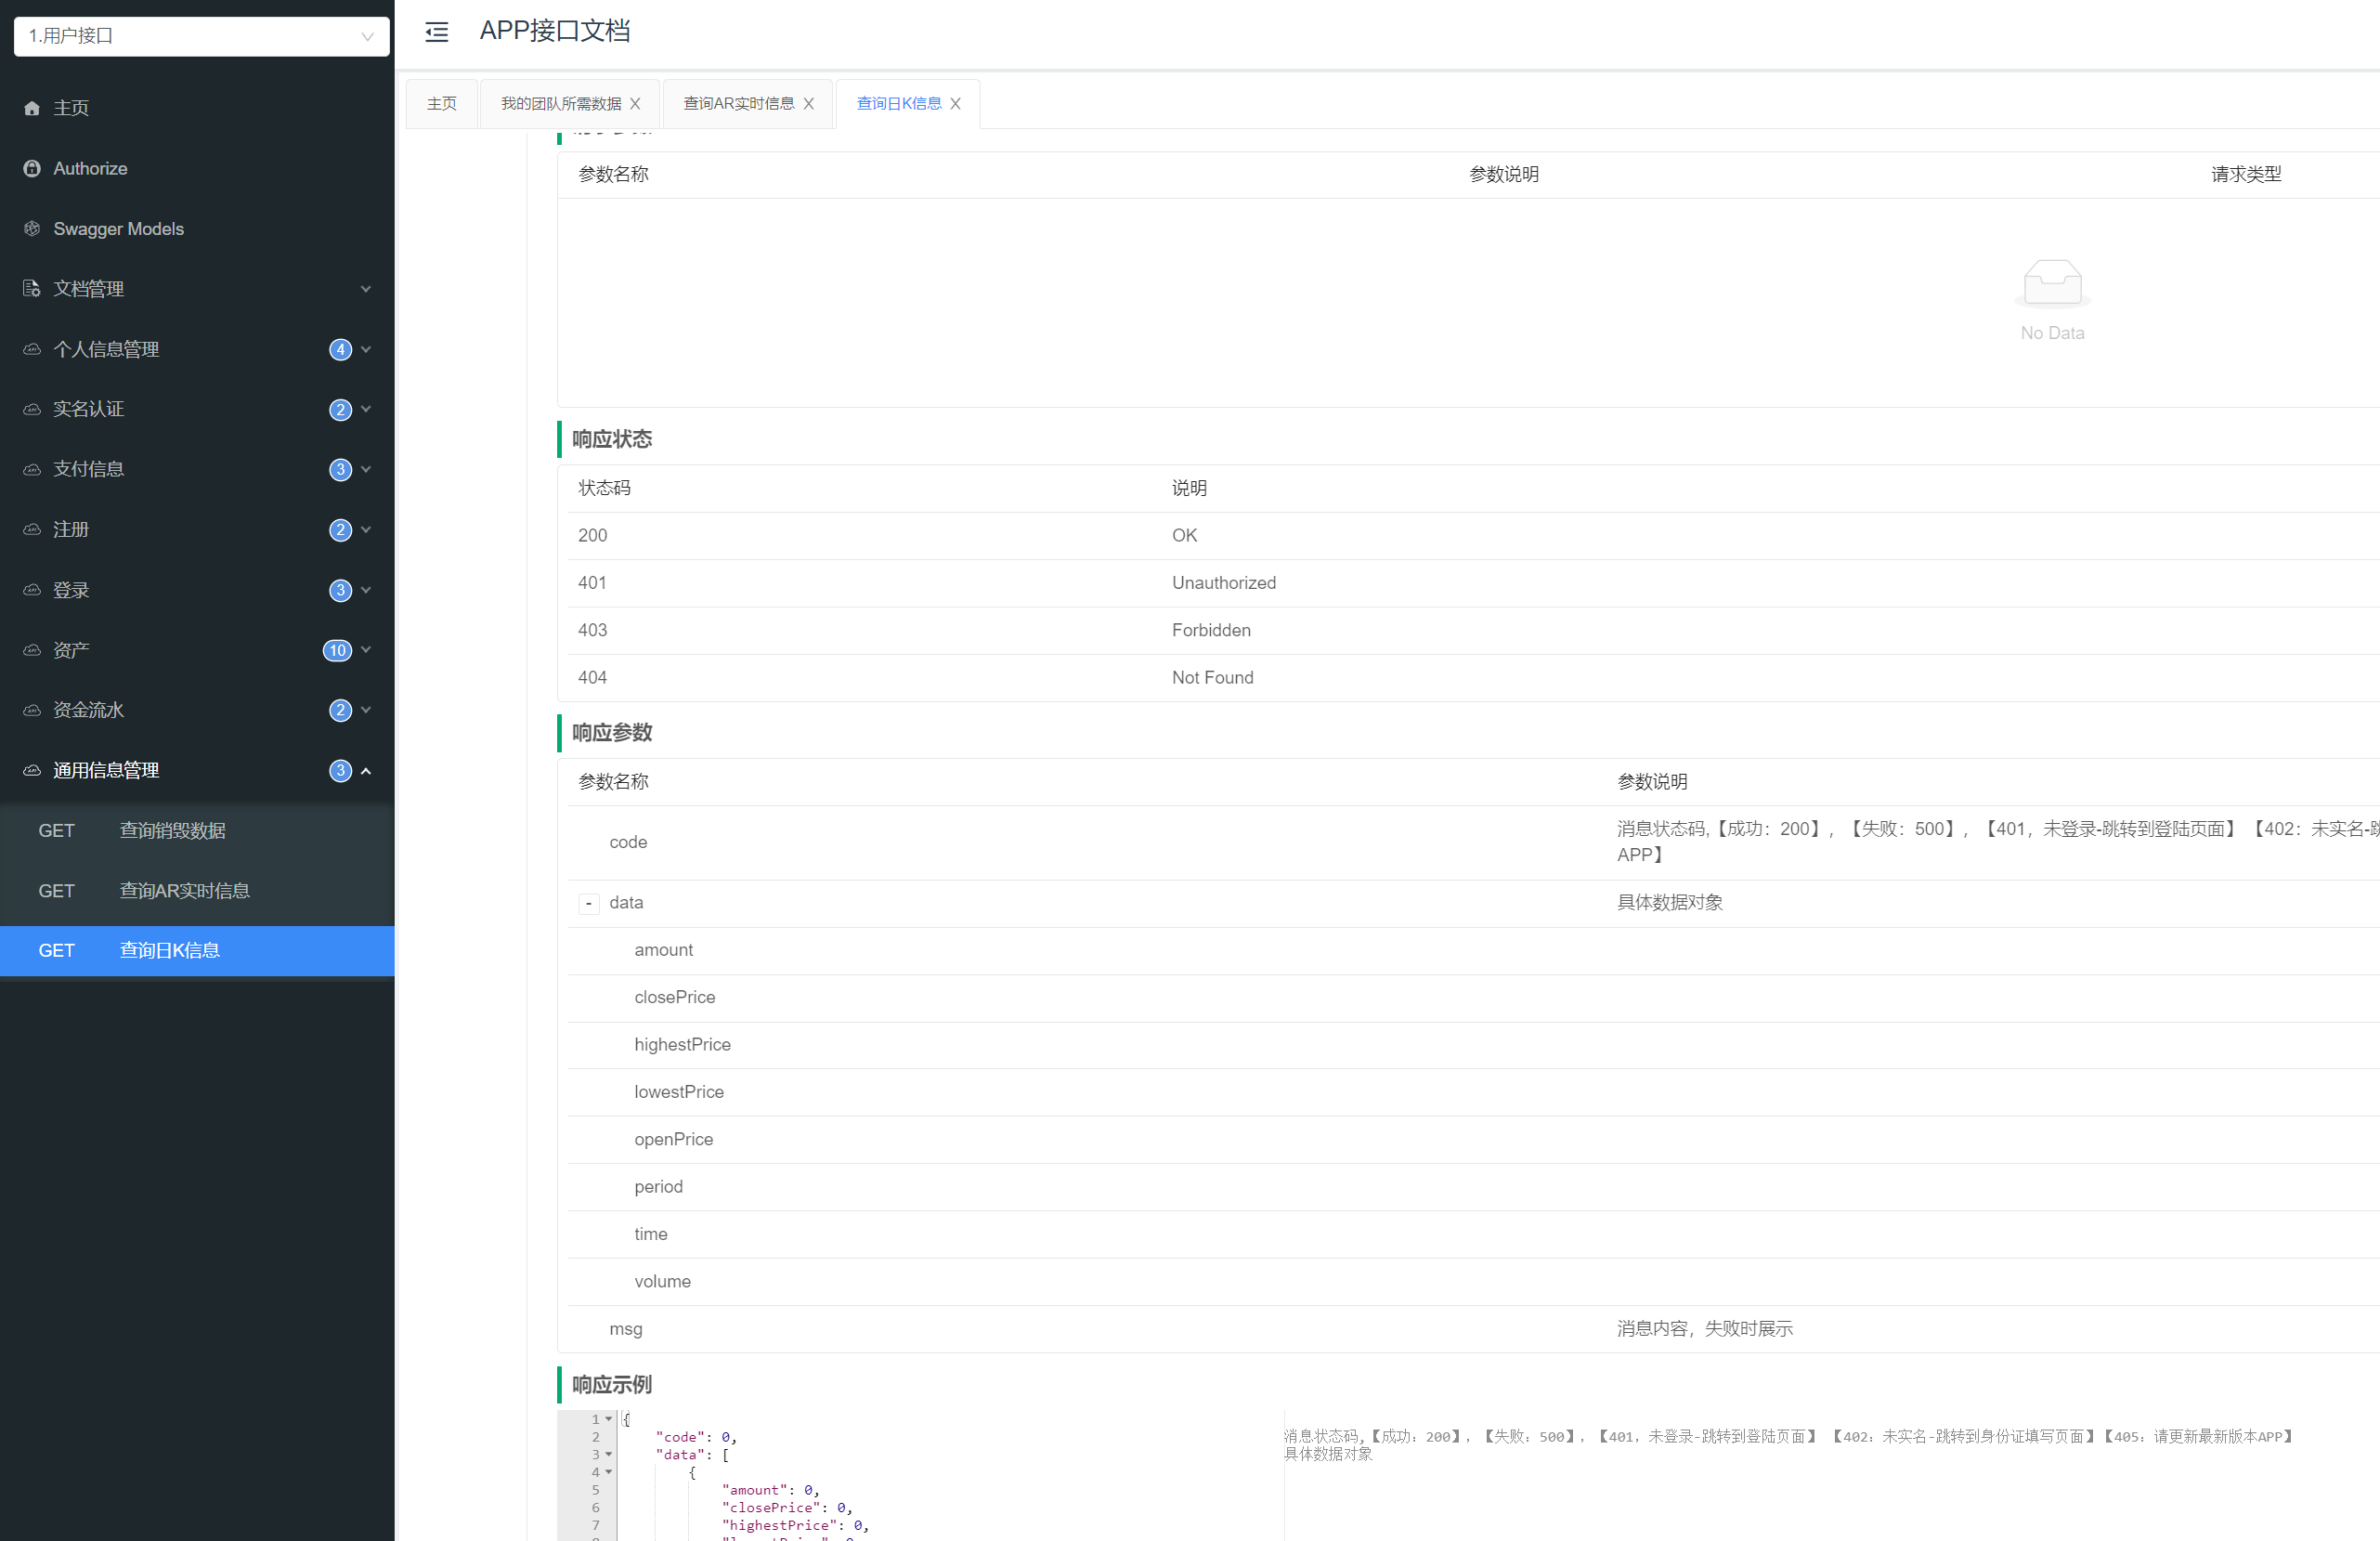 1.用户接口
主页
Authorize
Swagger Models
文档管理
个人信息管理 4
实名认证 2
支付信息 3
注册 2
登录 3
资产 10
资金流水 2
通用信息管理 3
GET 查询销毁数据
GET 查询AR实时信息
GET 查询日K信息
APP接口文档
主页 我的团队所需数据 查询AR实时信息 查询日K信息
参数名称 参数说明 请求类型
No Data
响应状态
状态码 说明
200 OK
401 Unauthorized
403 Forbidden
404 Not Found
响应参数
参数名称 参数说明
code 消息状态码,【成功：200】，【失败：500】，【401，未登录-跳转到登陆页面】 【402：未实名-
APP】
- data 具体数据对象
amount
closePrice
highestPrice
lowestPrice
openPrice
period
time
volume
msg 消息内容，失败时展示
响应示例
1 {
2 "code": 0, 消息状态码,【成功：200】，【失败：500】，【401，未登录-跳转到登陆页面】 【402：未实名-跳转到身份证填写页面】【405：请更新最新版本APP】
3 "data": [ 具体数据对象
4 {
5 "amount": 0,
6 "closePrice": 0,
7 "highestPrice": 0,